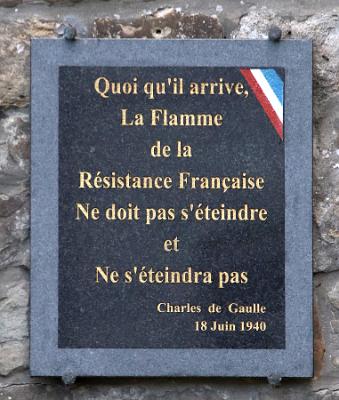 Quoi qu'il arrive,
La Flamme
de la
Résistance Française
Ne doit pas s'éteindre
et
Ne s'éteindra pas
Charles de Gaulle
18 Juin 1940